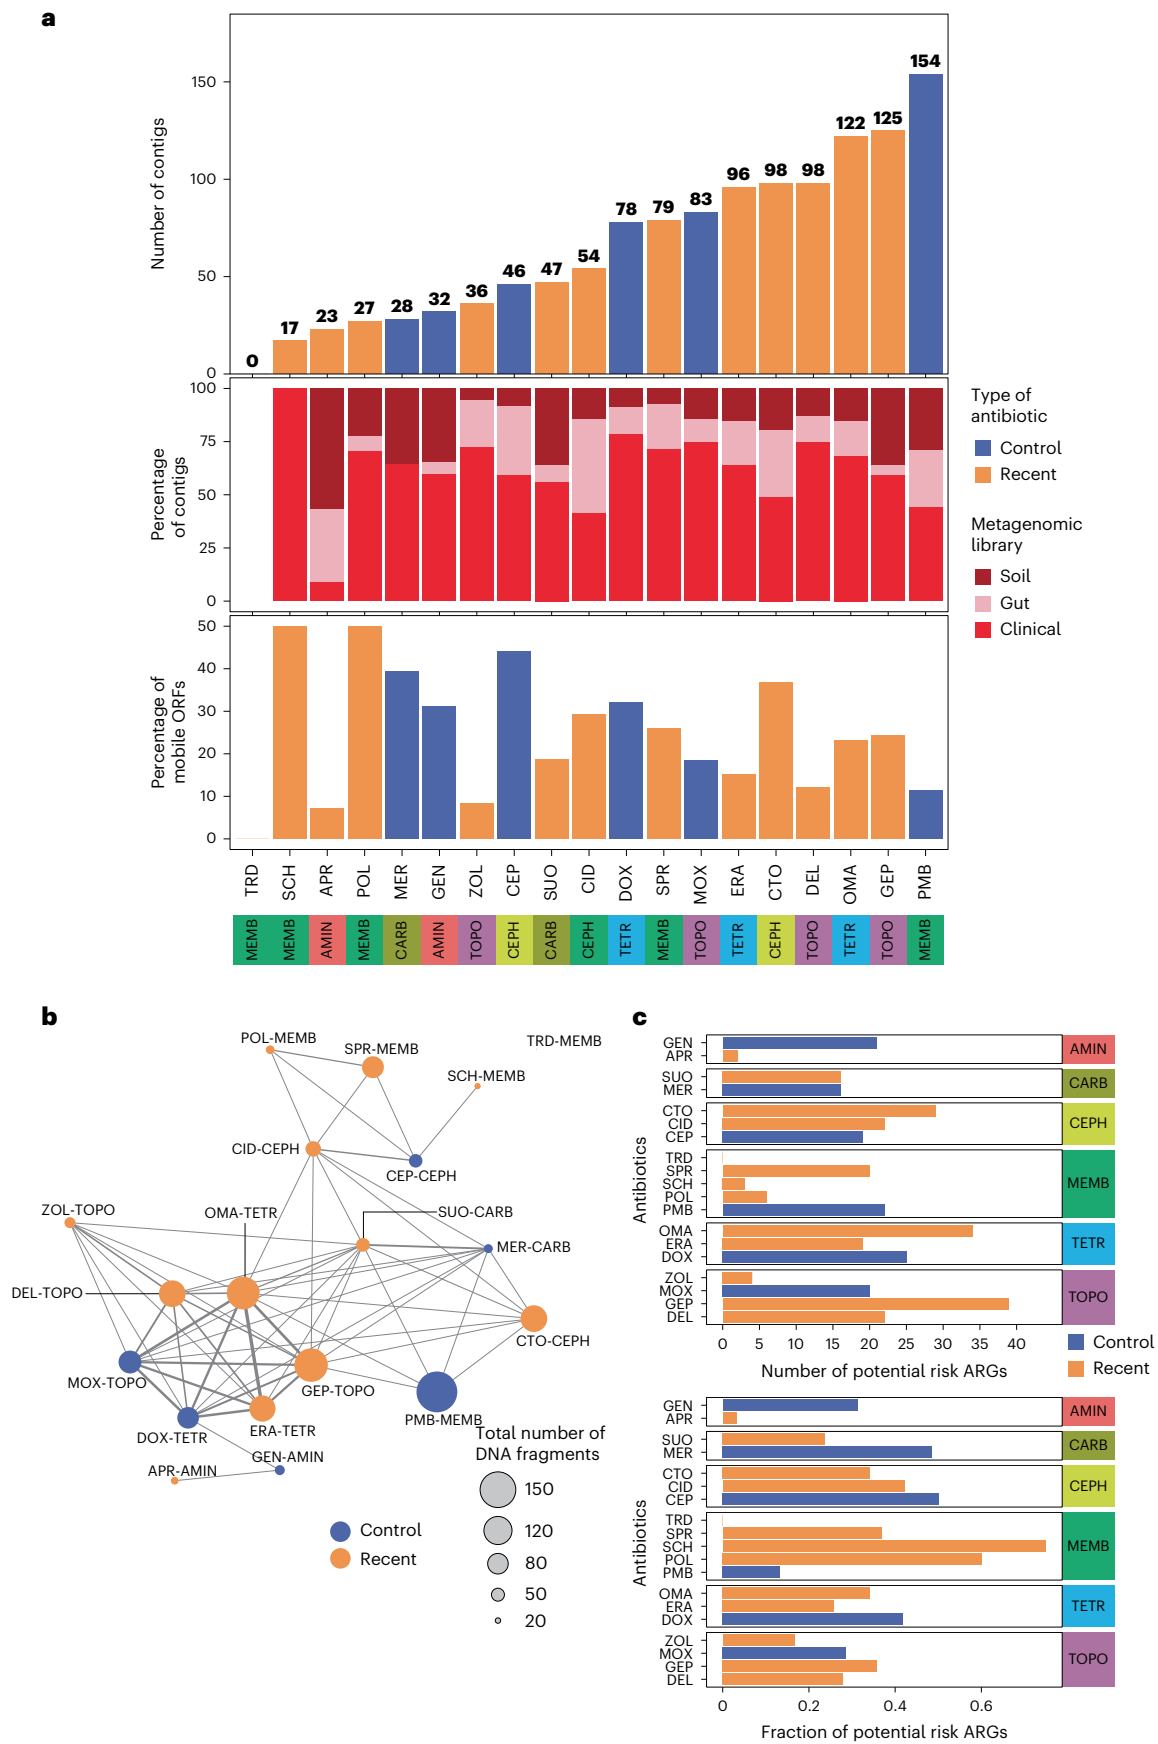 a
Number of contigs
150
100
50
0
0
17
23
27
28
32
36
46
47
54
78
79
83
96
98
98
122
125
154
Percentage
of contigs
100
75
50
25
0
Type of
antibiotic
Control
Recent
Metagenomic
library
Soil
Gut
Clinical
Percentage of
mobile ORFs
50
40
30
20
10
0
TRD
SCH
APR
POL
MER
GEN
ZOL
CEP
SUO
CID
DOX
SPR
MOX
ERA
CTO
DEL
OMA
GEP
PMB
MEMB
MEMB
AMIN
MEMB
CARB
AMIN
TOPO
CEPH
CARB
CEPH
TETR
MEMB
TOPO
TETR
CEPH
TOPO
TETR
TOPO
MEMB
b
POL-MEMB
SPR-MEMB
TRD-MEMB
SCH-MEMB
CID-CEPH
CEP-CEPH
ZOL-TOPO
OMA-TETR
SUO-CARB
MER-CARB
DEL-TOPO
CTO-CEPH
MOX-TOPO
GEP-TOPO
PMB-MEMB
DOX-TETR
ERA-TETR
GEN-AMIN
APR-AMIN
Total number of
DNA fragments
150
120
80
50
20
Control
Recent
c
Antibiotics
GEN
APR
AMIN
SUO
MER
CARB
CTO
CID
CEP
CEPH
TRD
SPR
SCH
POL
PMB
MEMB
OMA
ERA
DOX
TETR
ZOL
MOX
GEP
DEL
TOPO
0 5 10 15 20 25 30 35 40
Number of potential risk ARGs
Control
Recent
Antibiotics
GEN
APR
AMIN
SUO
MER
CARB
CTO
CID
CEP
CEPH
TRD
SPR
SCH
POL
PMB
MEMB
OMA
ERA
DOX
TETR
ZOL
MOX
GEP
DEL
TOPO
0 0.2 0.4 0.6
Fraction of potential risk ARGs